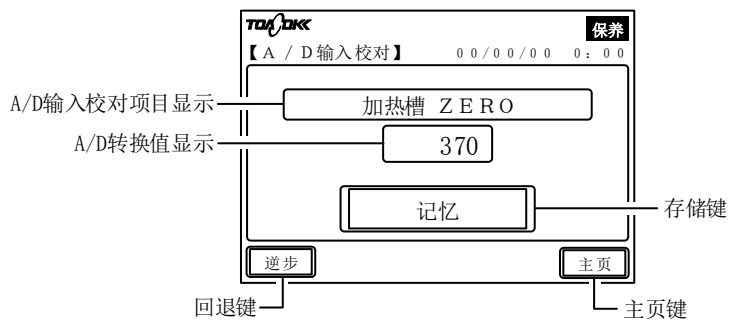 TOA DKK
保养
【A / D输入校对】 00/00/00 0：00
A/D输入校对项目显示
加热槽 ZERO
A/D转换值显示
370
记忆
存储键
逆步
主页
回退键
主页键